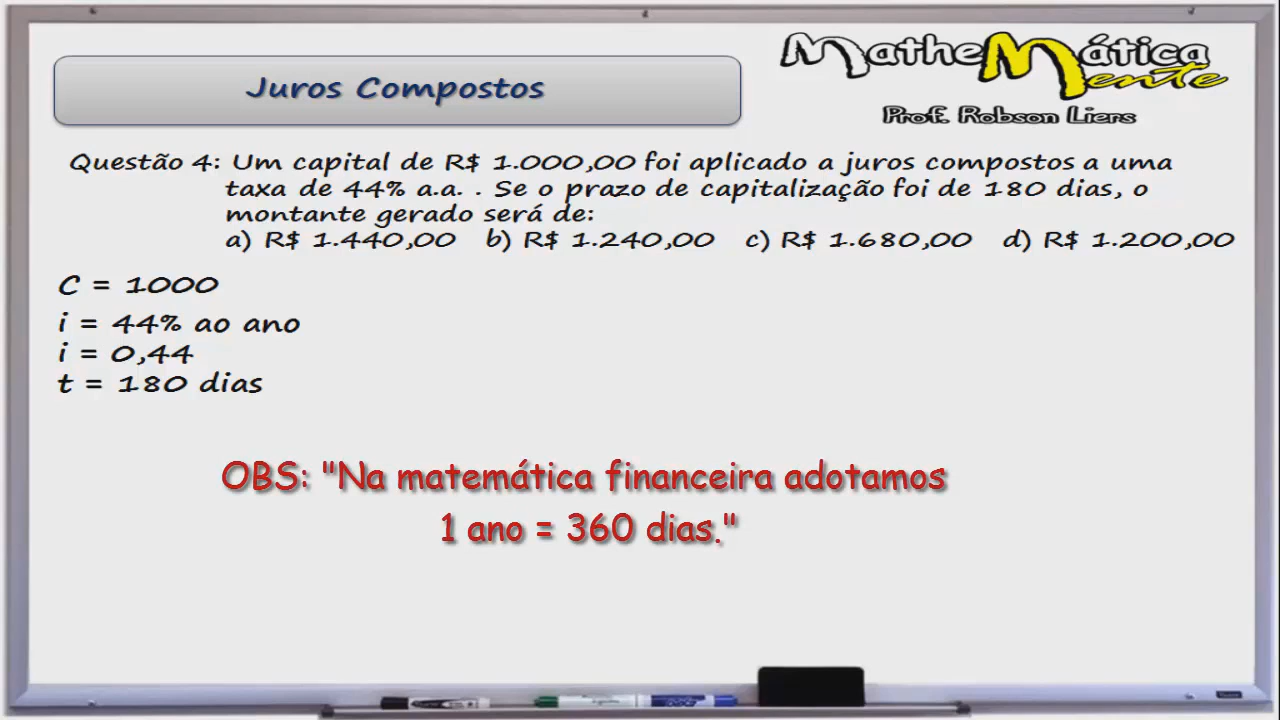 Juros Compostos
MatheMática
mente
Prof. Robson Liers
Questão 4: Um capital de R$ 1.000,00 foi aplicado a juros compostos a uma
taxa de 44% a.a. . Se o prazo de capitalização foi de 180 dias, o
montante gerado será de:
a) R$ 1.440,00 b) R$ 1.240,00 c) R$ 1.680,00 d) R$ 1.200,00
C = 1000
i = 44% ao ano
i = 0,44
t = 180 dias
OBS: "Na matemática financeira adotamos
1 ano = 360 dias."